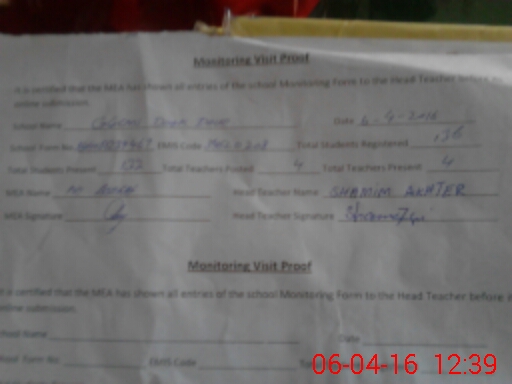 Monitoring Visit Proof
It is certified that the MEA has shown all entries of the school Monitoring Form to the Head Teacher before
online submission.
School Name Date 6-4-2016
School Form No. EMIS Code Total Students Registered 136
Total Students Present 132 Total Teachers Posted 4 Total Teachers Present 4
MEA Name Head Teacher Name SHAMIM AKHTER
MEA Signature Head Teacher Signature
Monitoring Visit Proof
is certified that the MEA has shown all entries of the school Monitoring Form to the Head Teacher before
online submission.
School Name Date
School Form No. EMIS Code
06-04-16 12:39